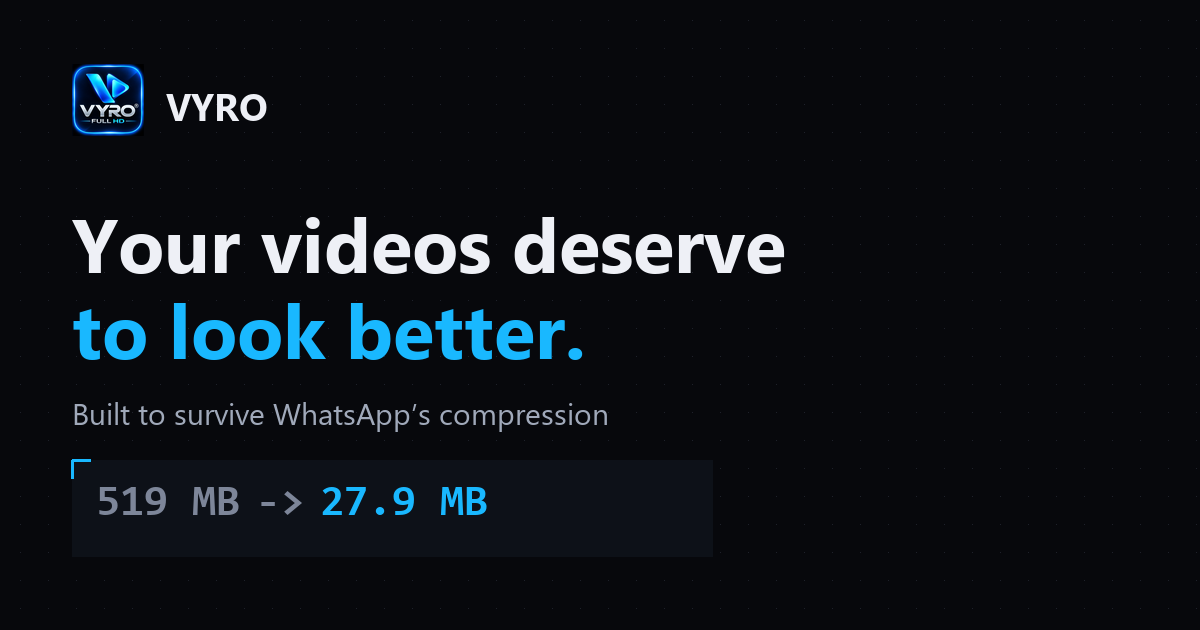 VYRO®
FULL HD
VYRO
Your videos deserve
to look better.
Built to survive WhatsApp’s compression
519 MB -> 27.9 MB